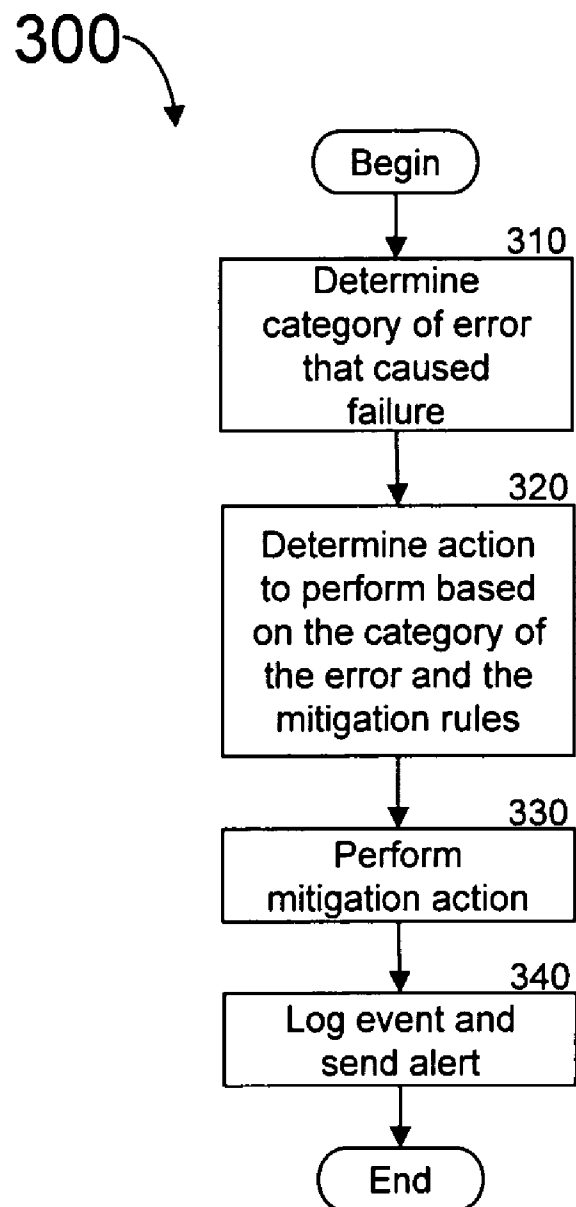 300
Begin
310
Determine
category of error
that caused
failure
320
Determine action
to perform based
on the category of
the error and the
mitigation rules
330
Perform
mitigation action
340
Log event and
send alert
End